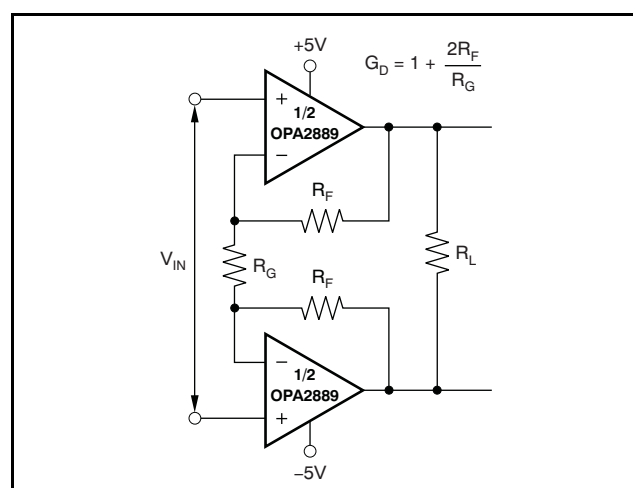 +5V
G_D = 1 + 2R_F / R_G
+
1/2
OPA2889
−
R_F
V_IN
R_G
R_L
R_F
−
1/2
OPA2889
+
−5V